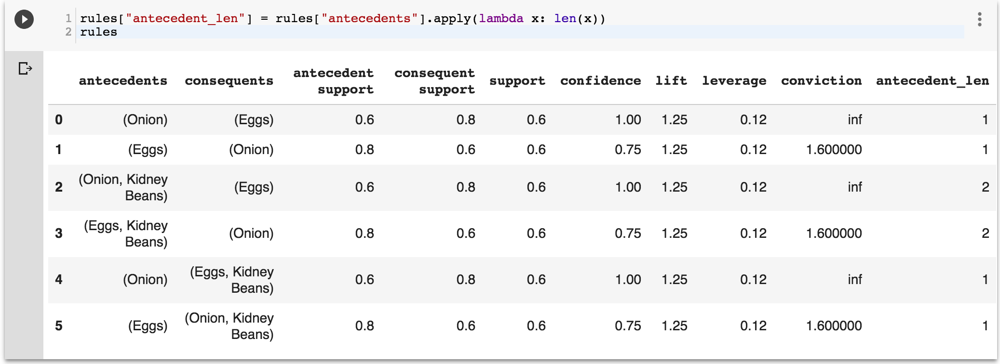 1 rules["antecedent_len"] = rules["antecedents"].apply(lambda x: len(x))
2 rules
antecedents consequents antecedent support consequent support support confidence lift leverage conviction antecedent_len
0 (Onion) (Eggs) 0.6 0.8 0.6 1.00 1.25 0.12 inf 1
1 (Eggs) (Onion) 0.8 0.6 0.6 0.75 1.25 0.12 1.600000 1
2 (Onion, Kidney Beans) (Eggs) 0.6 0.8 0.6 1.00 1.25 0.12 inf 2
3 (Eggs, Kidney Beans) (Onion) 0.8 0.6 0.6 0.75 1.25 0.12 1.600000 2
4 (Onion) (Eggs, Kidney Beans) 0.6 0.8 0.6 1.00 1.25 0.12 inf 1
5 (Eggs) (Onion, Kidney Beans) 0.8 0.6 0.6 0.75 1.25 0.12 1.600000 1